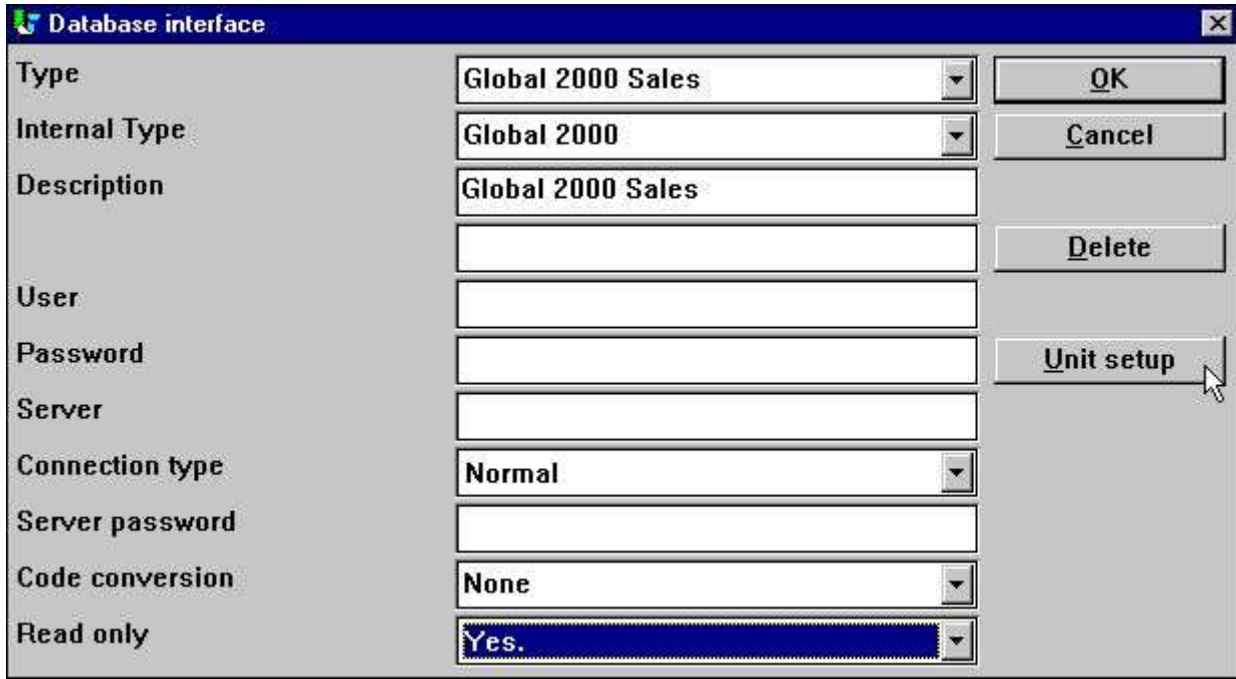 Database interface
Type Global 2000 Sales OK
Internal Type Global 2000 Cancel
Description Global 2000 Sales
Delete
User
Password Unit setup
Server
Connection type Normal
Server password
Code conversion None
Read only Yes.